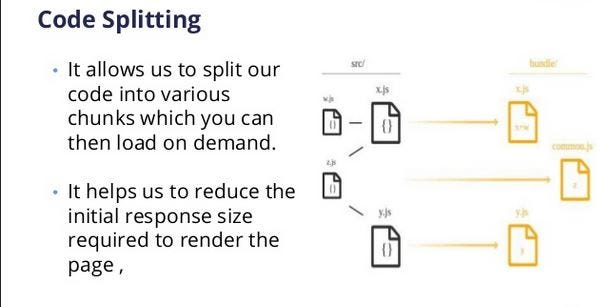 Code Splitting
It allows us to split our
code into various
chunks which you can
then load on demand.
It helps us to reduce the
initial response size
required to render the
page ,
src/
bundle/
w.js
x.js
x.js
{}
{}
x+w
common.js
z.js
{}
z
y.js
y.js
{}
y